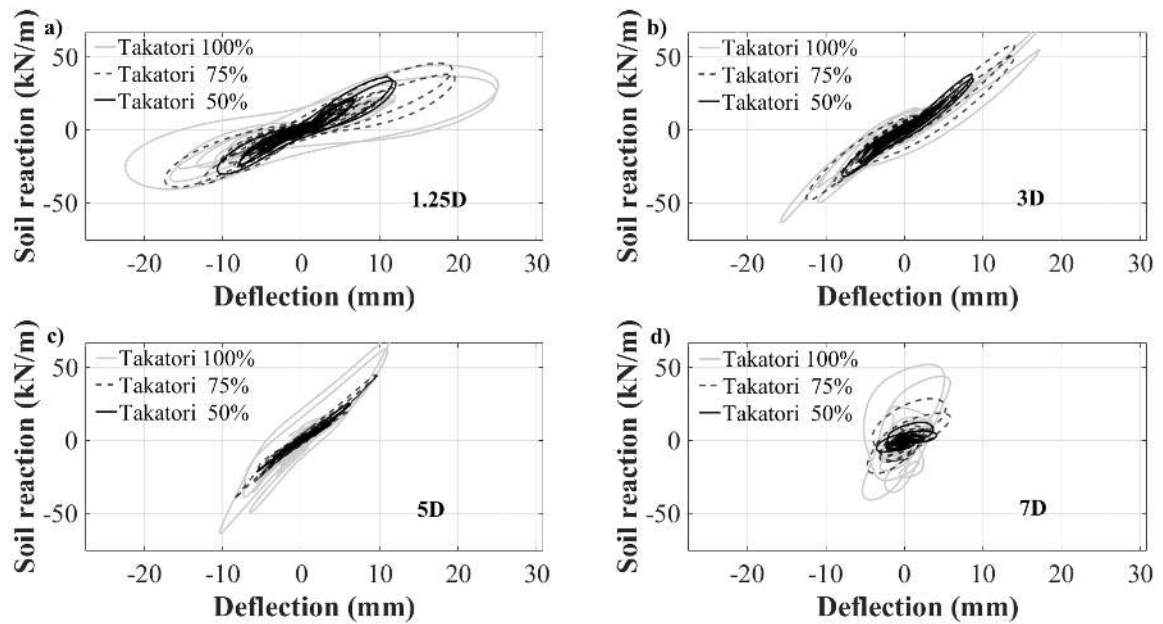 a)
Takatori 100%
Takatori 75%
Takatori 50%
1.25D
Soil reaction (kN/m)
50
0
-50
-20 -10 0 10 20 30
Deflection (mm)
b)
Takatori 100%
Takatori 75%
Takatori 50%
3D
Soil reaction (kN/m)
50
0
-50
-20 -10 0 10 20 30
Deflection (mm)
c)
Takatori 100%
Takatori 75%
Takatori 50%
5D
Soil reaction (kN/m)
50
0
-50
-20 -10 0 10 20 30
Deflection (mm)
d)
Takatori 100%
Takatori 75%
Takatori 50%
7D
Soil reaction (kN/m)
50
0
-50
-20 -10 0 10 20 30
Deflection (mm)